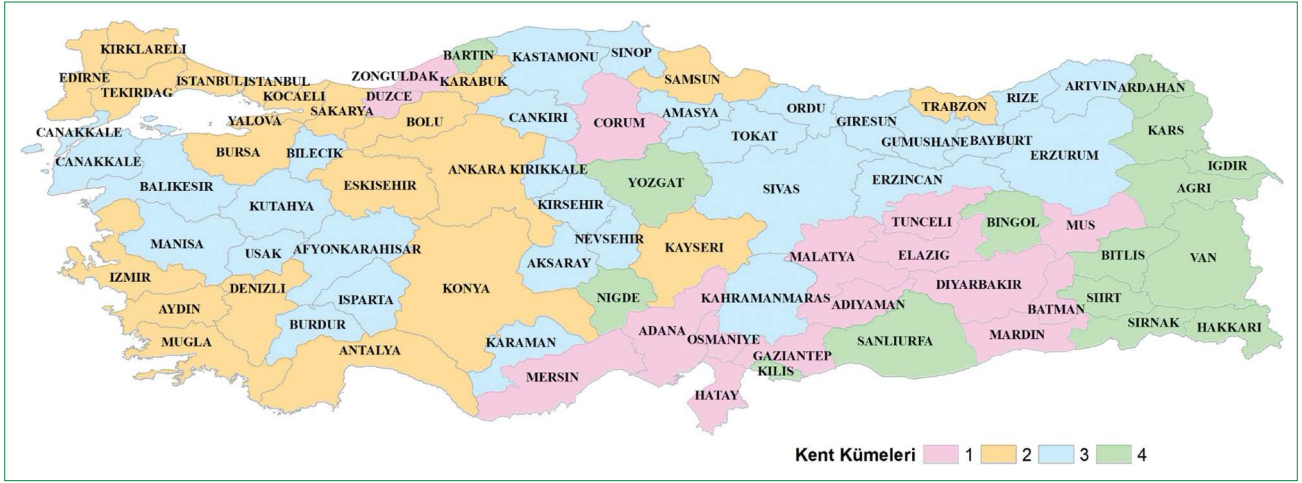 KIRKLARELI
EDIRNE
TEKIRDAG
ISTANBUL
ISTANBUL
KOCAELI
YALOVA
SAKARYA
ZONGULDAK
DUZCE
BARTIN
KARABUK
KASTAMONU
SINOP
SAMSUN
BOLU
CANKIRI
CORUM
AMASYA
TOKAT
ORDU
GIRESUN
TRABZON
RIZE
ARTVIN
ARDAHAN
GUMUSHANE
BAYBURT
ERZURUM
KARS
IGDIR
AGRI
CANAKKALE
CANAKKALE
BURSA
BILECIK
BALIKESIR
KUTAHYA
ESKISEHIR
ANKARA
KIRIKKALE
YOZGAT
SIVAS
ERZINCAN
KIRSEHIR
NEVSEHIR
KAYSERI
AKSARAY
MANISA
USAK
AFYONKARAHISAR
IZMIR
AYDIN
DENIZLI
ISPARTA
BURDUR
MUGLA
ANTALYA
KONYA
KARAMAN
NIGDE
MERSIN
ADANA
OSMANIYE
KAHRAMANMARAS
HATAY
GAZIANTEP
KILIS
MALATYA
ADIYAMAN
SANLIURFA
TUNCELI
ELAZIG
BINGOL
MUS
DIYARBAKIR
BATMAN
MARDIN
BITLIS
VAN
SIIRT
SIRNAK
HAKKARI
Kent Kümeleri 1 2 3 4